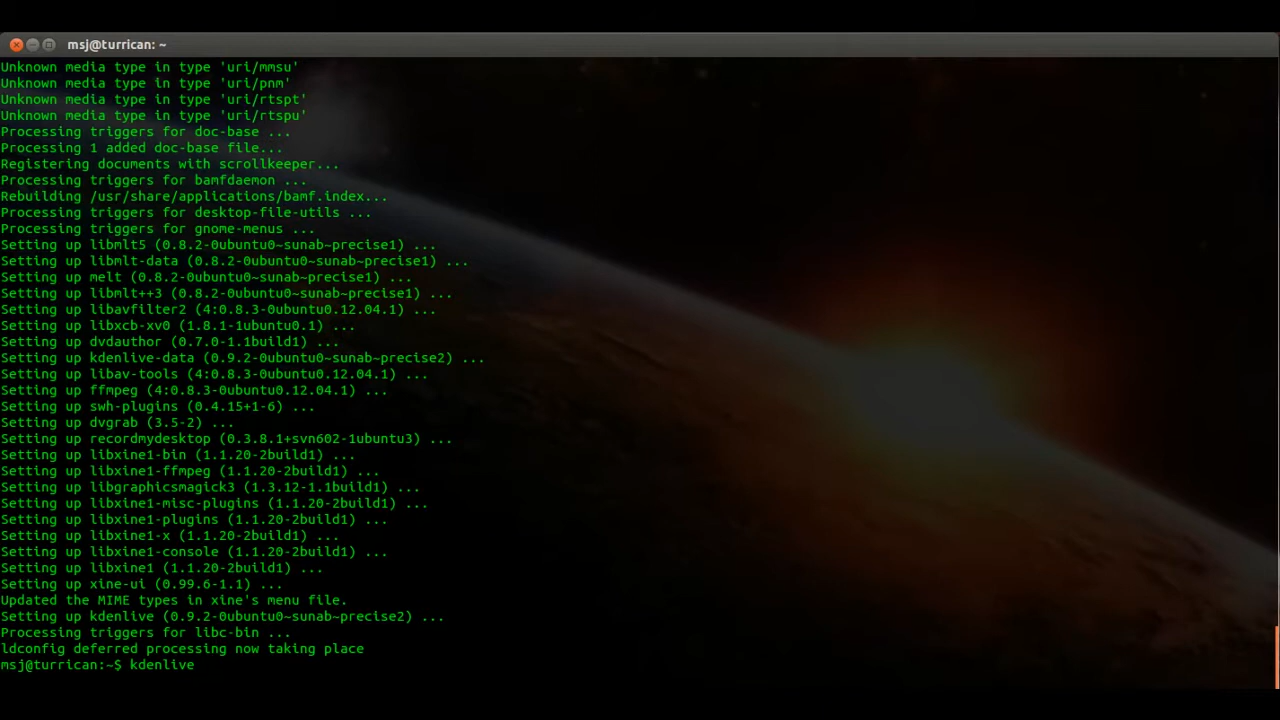 msj@turrican: ~
Unknown media type in type 'uri/mmsu'
Unknown media type in type 'uri/pnm'
Unknown media type in type 'uri/rtspt'
Unknown media type in type 'uri/rtspu'
Processing triggers for doc-base ...
Processing 1 added doc-base file...
Registering documents with scrollkeeper...
Processing triggers for bamfdaemon ...
Rebuilding /usr/share/applications/bamf.index...
Processing triggers for desktop-file-utils ...
Processing triggers for gnome-menus ...
Setting up libmlt5 (0.8.2-0ubuntu0~sunab~precise1) ...
Setting up libmlt-data (0.8.2-0ubuntu0~sunab~precise1) ...
Setting up melt (0.8.2-0ubuntu0~sunab~precise1) ...
Setting up libmlt++3 (0.8.2-0ubuntu0~sunab~precise1) ...
Setting up libavfilter2 (4:0.8.3-0ubuntu0.12.04.1) ...
Setting up libxcb-xv0 (1.8.1-1ubuntu0.1) ...
Setting up dvdauthor (0.7.0-1.1build1) ...
Setting up kdenlive-data (0.9.2-0ubuntu0~sunab~precise2) ...
Setting up libav-tools (4:0.8.3-0ubuntu0.12.04.1) ...
Setting up ffmpeg (4:0.8.3-0ubuntu0.12.04.1) ...
Setting up swh-plugins (0.4.15+1-6) ...
Setting up dvgrab (3.5-2) ...
Setting up recordmydesktop (0.3.8.1+svn602-1ubuntu3) ...
Setting up libxine1-bin (1.1.20-2build1) ...
Setting up libxine1-ffmpeg (1.1.20-2build1) ...
Setting up libgraphicsmagick3 (1.3.12-1.1build1) ...
Setting up libxine1-misc-plugins (1.1.20-2build1) ...
Setting up libxine1-plugins (1.1.20-2build1) ...
Setting up libxine1-x (1.1.20-2build1) ...
Setting up libxine1-console (1.1.20-2build1) ...
Setting up libxine1 (1.1.20-2build1) ...
Setting up xine-ui (0.99.6-1.1) ...
Updated the MIME types in xine's menu file.
Setting up kdenlive (0.9.2-0ubuntu0~sunab~precise2) ...
Processing triggers for libc-bin ...
ldconfig deferred processing now taking place
msj@turrican:~$ kdenlive